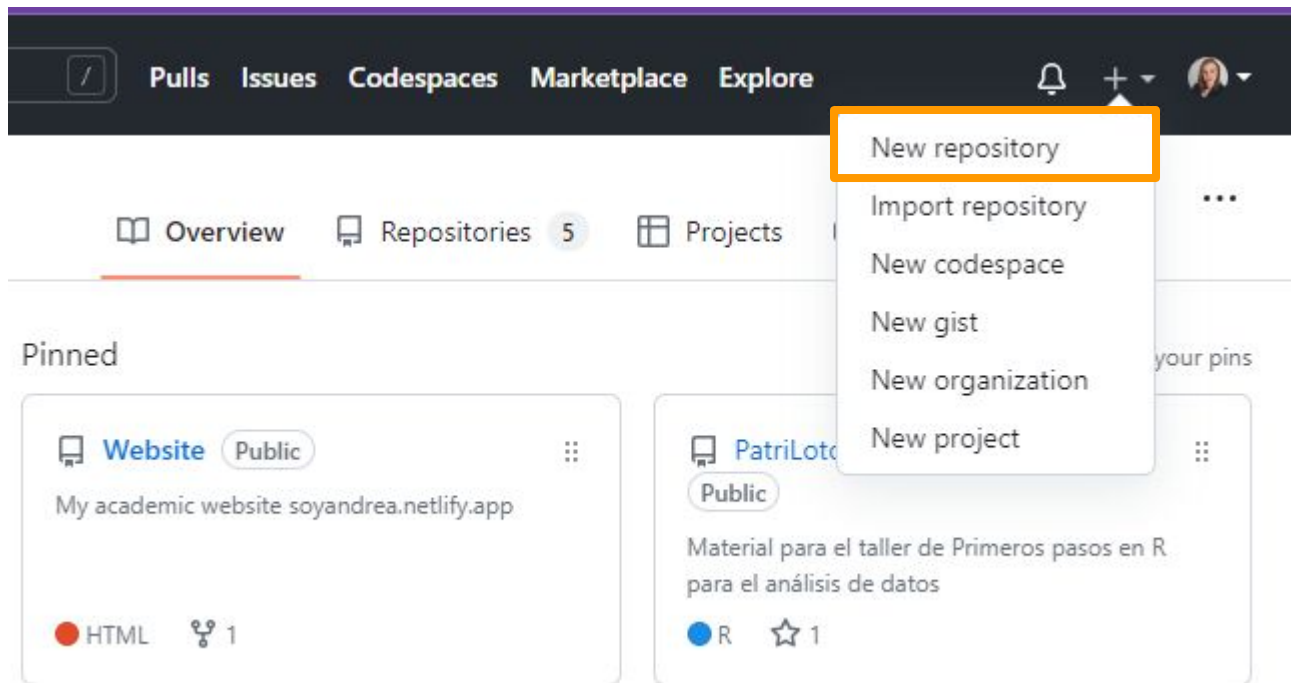 / Pulls Issues Codespaces Marketplace Explore
New repository
Import repository
New codespace
New gist
New organization
New project
Overview Repositories 5 Projects
Pinned
your pins
Website Public
My academic website soyandrea.netlify.app
HTML 1
Public
Material para el taller de Primeros pasos en R
para el análisis de datos
R 1